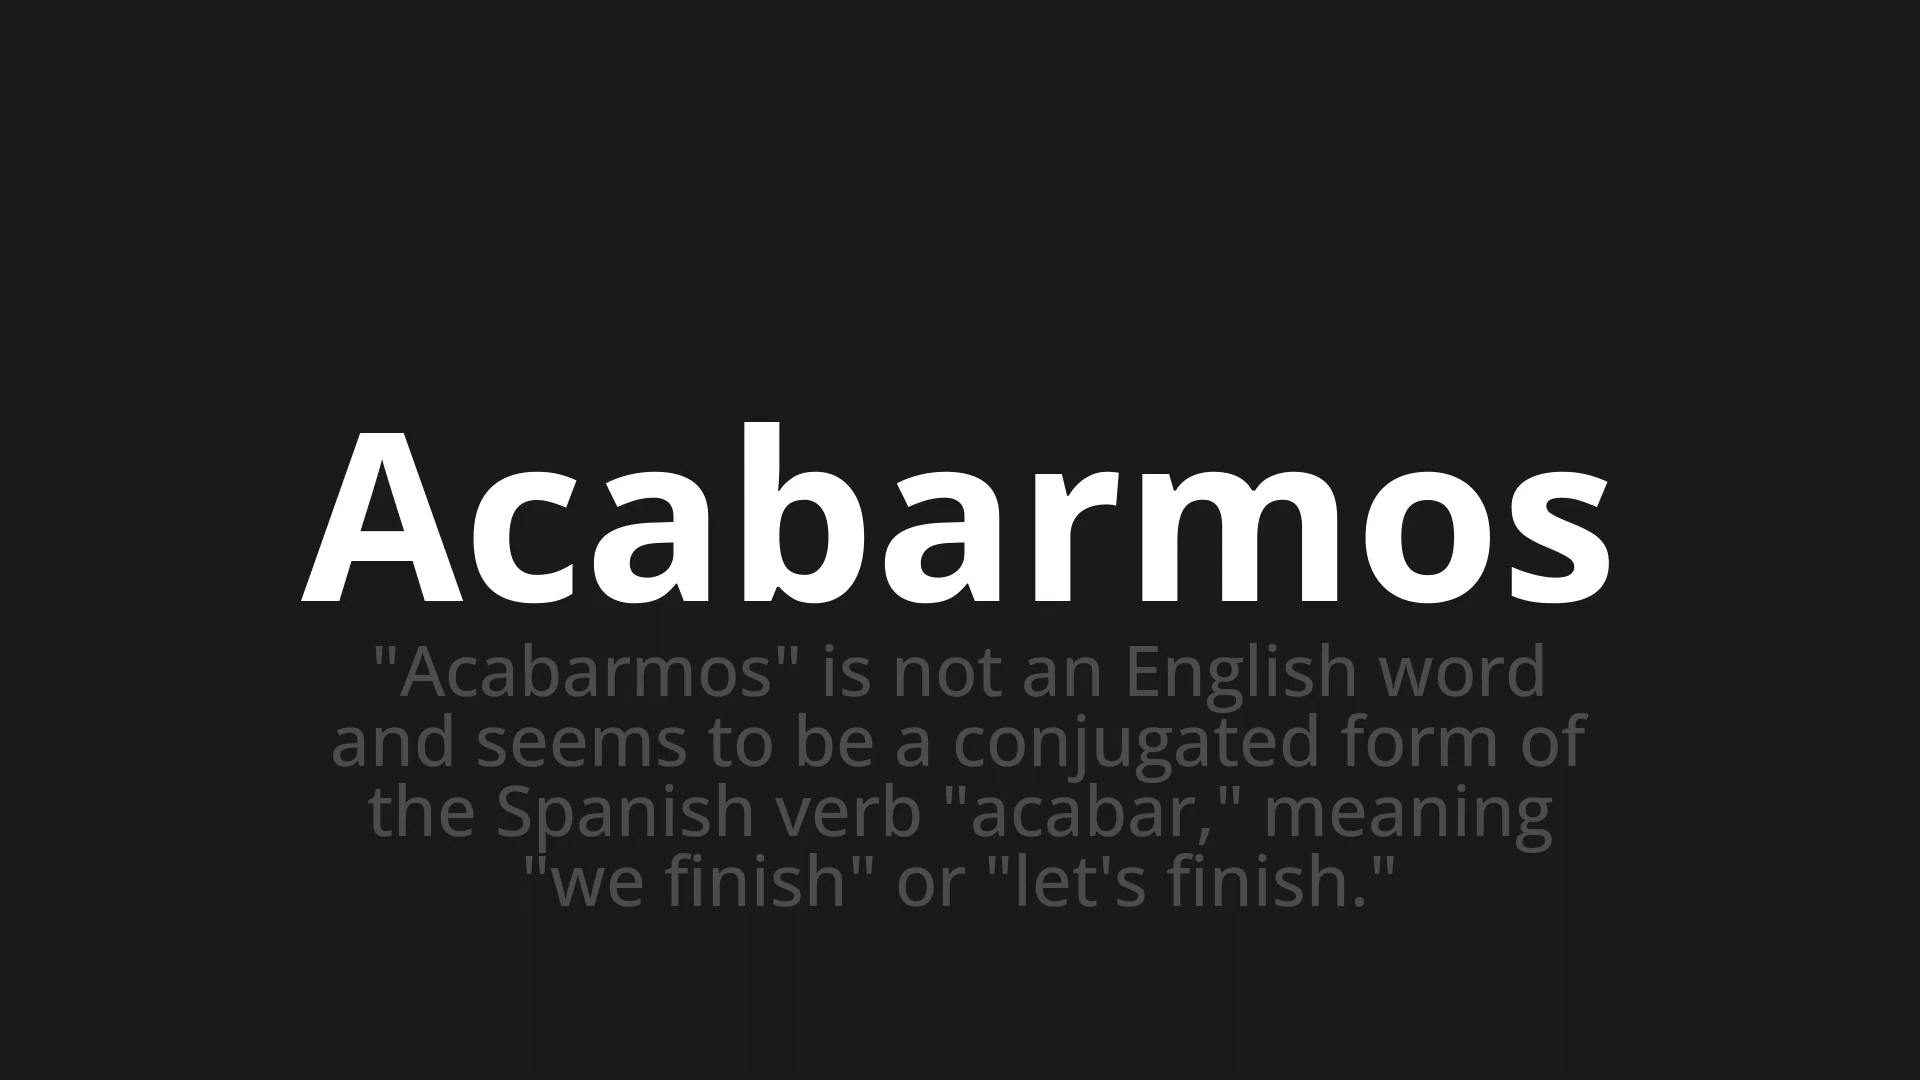 Acabarmos
"Acabarmos" is not an English word
and seems to be a conjugated form of
the Spanish verb "acabar," meaning
"we finish" or "let's finish."